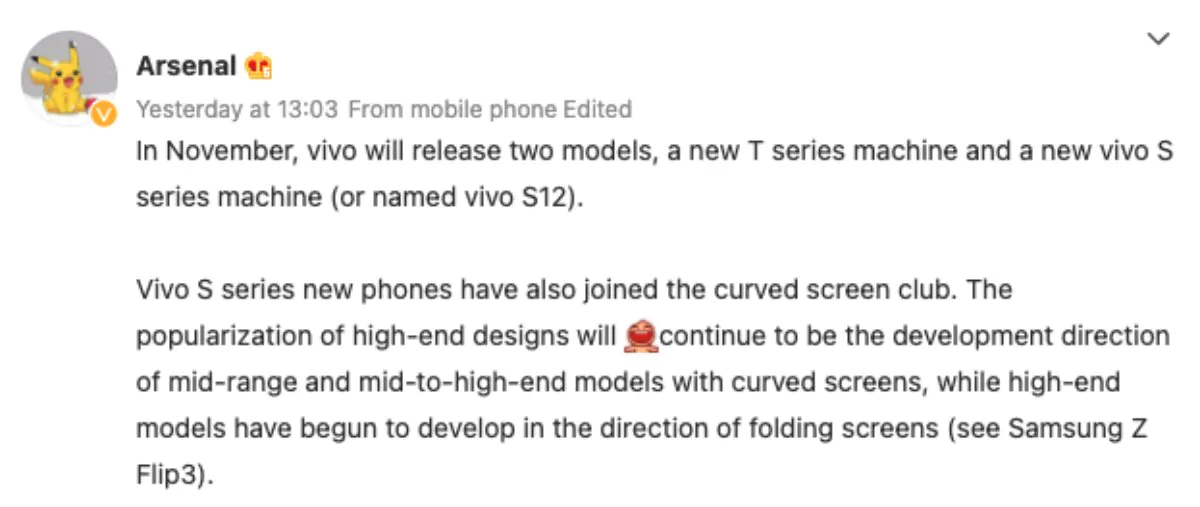 Arsenal
Yesterday at 13:03 From mobile phone Edited
In November, vivo will release two models, a new T series machine and a new vivo S
series machine (or named vivo S12).
Vivo S series new phones have also joined the curved screen club. The
popularization of high-end designs will continue to be the development direction
of mid-range and mid-to-high-end models with curved screens, while high-end
models have begun to develop in the direction of folding screens (see Samsung Z
Flip3).